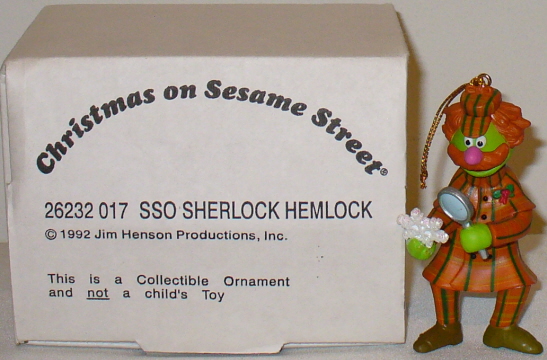 Christmas on Sesame Street®
26232 017 SSO SHERLOCK HEMLOCK
© 1992 Jim Henson Productions, Inc.
This is a Collectible Ornament
and not a child's Toy